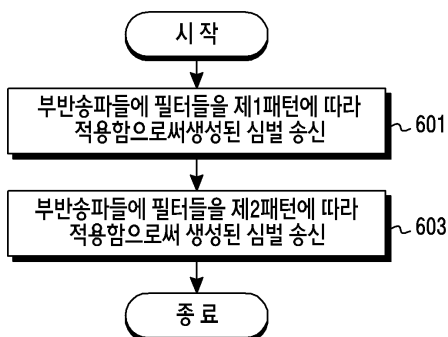 시 작
부반송파들에 필터들을 제1패턴에 따라
적용함으로써생성된 심벌 송신
601
부반송파들에 필터들을 제2패턴에 따라
적용함으로써 생성된 심벌 송신
603
종 료